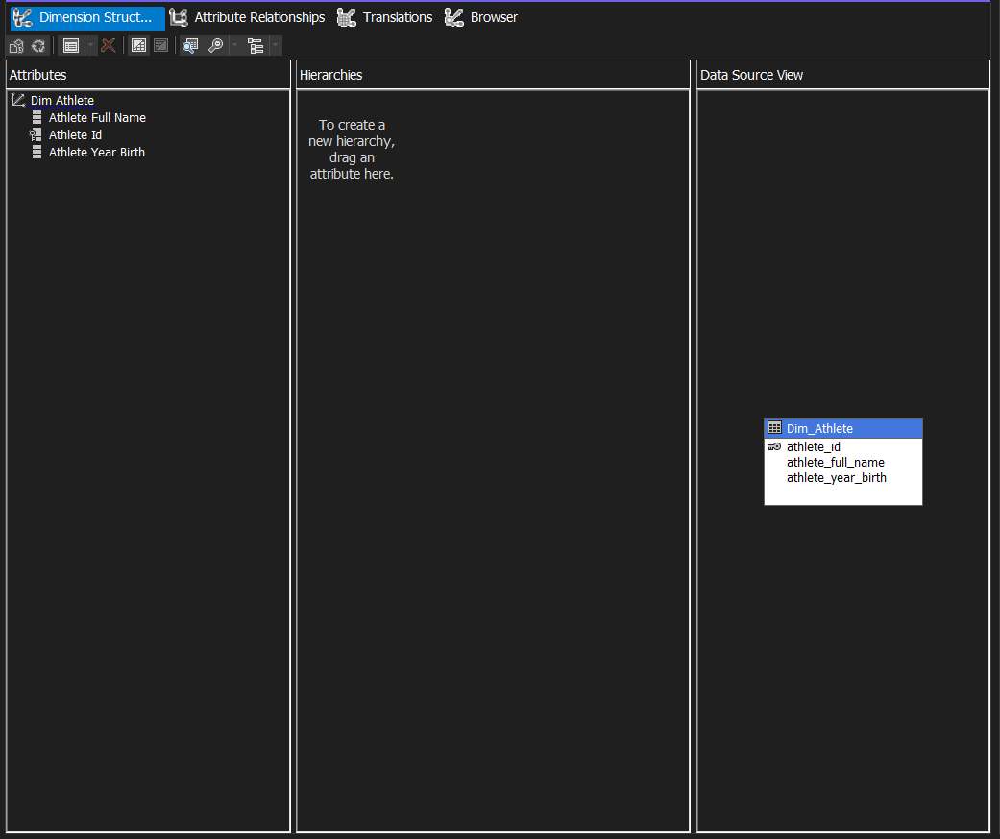 Dimension Struct...
Attribute Relationships
Translations
Browser
Attributes
Dim Athlete
Athlete Full Name
Athlete Id
Athlete Year Birth
Hierarchies
To create a
new hierarchy,
drag an
attribute here.
Data Source View
Dim_Athlete
athlete_id
athlete_full_name
athlete_year_birth